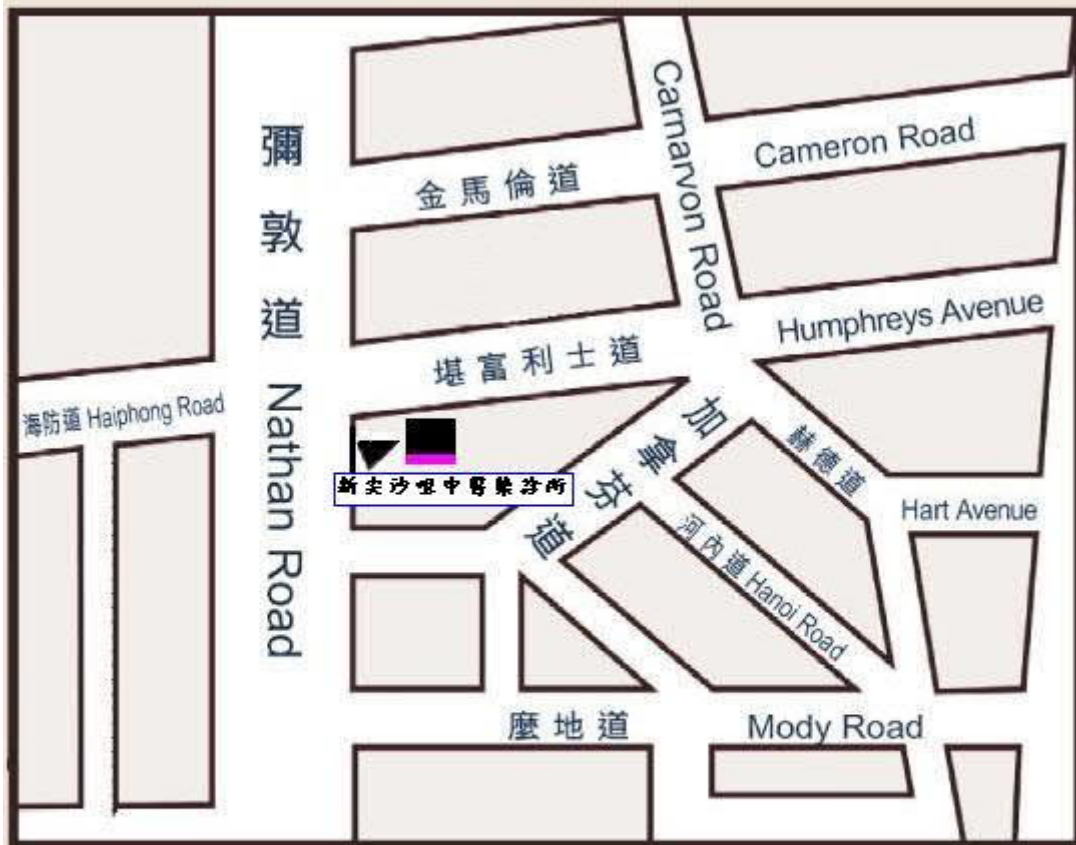 彌敦道 Nathan Road
Carnarvon Road
Cameron Road
金馬倫道
Humphreys Avenue
堪富利士道
海防道 Haiphong Road
加拿芬道
赫德道
新尖沙咀中醫藥診所
Hart Avenue
河內道 Hanoi Road
麼地道
Mody Road